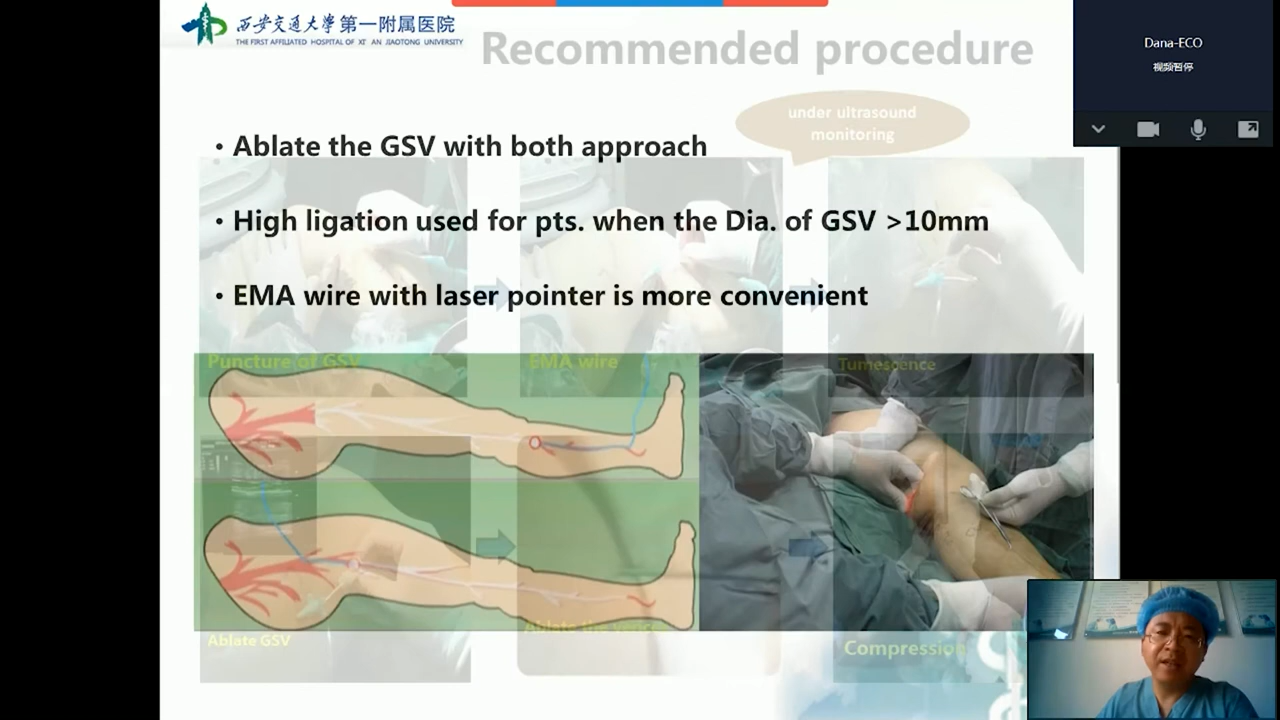 西安交通大学第一附属医院
THE FIRST AFFILIATED HOSPITAL OF XI'AN JIAOTONG UNIVERSITY
Recommended procedure
Dana-ECO
视频暂停
under ultrasound
monitoring
• Ablate the GSV with both approach
• High ligation used for pts. when the Dia. of GSV >10mm
• EMA wire with laser pointer is more convenient
Puncture of GSV
EMA wire
Tumescence
Ablate GSV
Ablate the
Compression